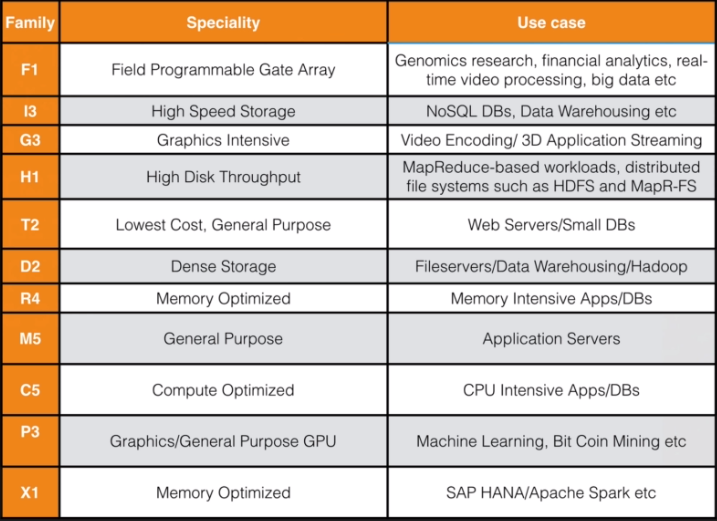 Family Speciality Use case
F1 Field Programmable Gate Array Genomics research, financial analytics, real-
time video processing, big data etc
I3 High Speed Storage NoSQL DBs, Data Warehousing etc
G3 Graphics Intensive Video Encoding/ 3D Application Streaming
H1 High Disk Throughput MapReduce-based workloads, distributed
file systems such as HDFS and MapR-FS
T2 Lowest Cost, General Purpose Web Servers/Small DBs
D2 Dense Storage Fileservers/Data Warehousing/Hadoop
R4 Memory Optimized Memory Intensive Apps/DBs
M5 General Purpose Application Servers
C5 Compute Optimized CPU Intensive Apps/DBs
P3 Graphics/General Purpose GPU Machine Learning, Bit Coin Mining etc
X1 Memory Optimized SAP HANA/Apache Spark etc